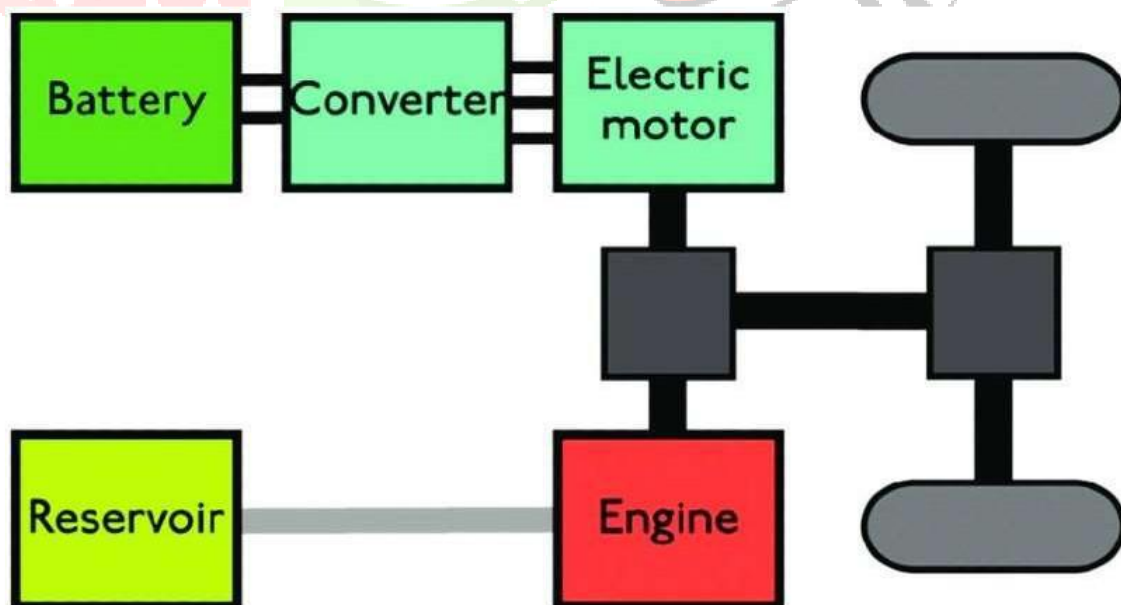 Battery
Converter
Electric
motor
Reservoir
Engine